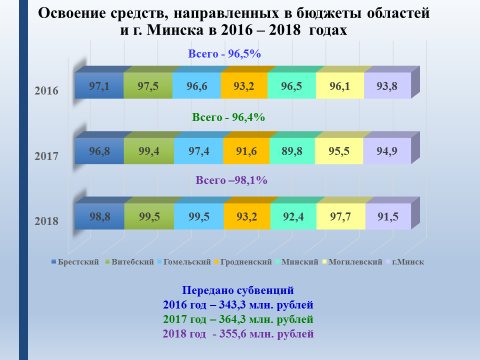 Освоение средств, направленных в бюджеты областей
и г. Минска в 2016 – 2018 годах
Всего - 96,5%
2016 97,1 97,5 96,6 93,2 96,5 96,1 93,8
Всего - 96,4%
2017 96,8 99,4 97,4 91,6 89,8 95,5 94,9
Всего –98,1%
2018 98,8 99,5 99,5 93,2 92,4 97,7 91,5
Брестский Витебский Гомельский Гродненский Минский Могилевский г.Минск
Передано субвенций
2016 год – 343,3 млн. рублей
2017 год – 364,3 млн. рублей
2018 год - 355,6 млн. рублей